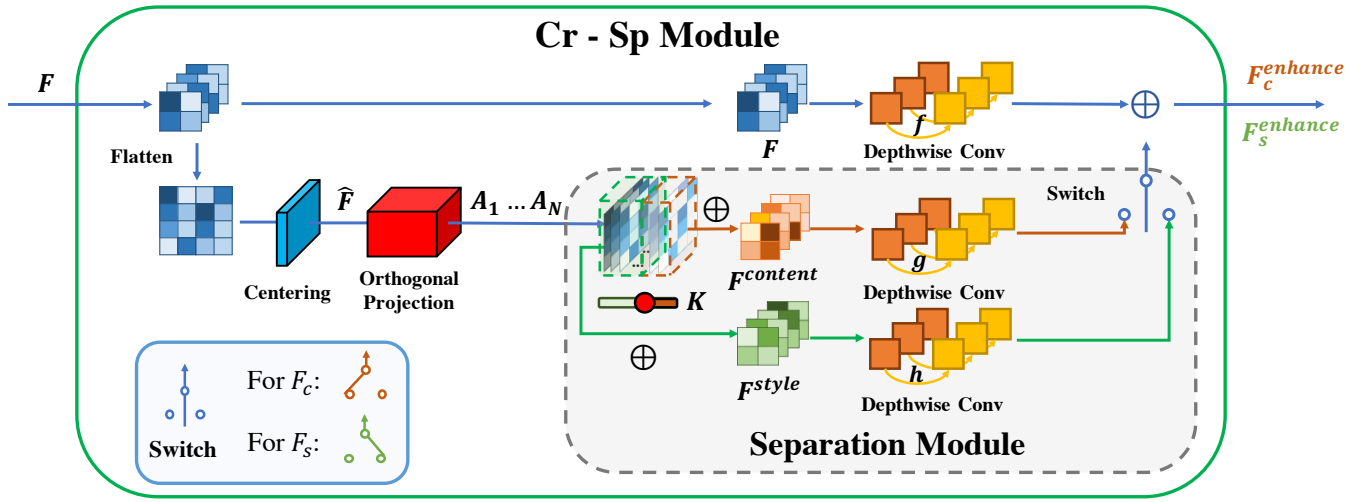 Cr - Sp Module
F
Flatten
F
f
Depthwise Conv
F_c^{enhance}
F_s^{enhance}
Switch
F̂
A_1 ... A_N
Centering
Orthogonal
Projection
...
K
F^{content}
g
Depthwise Conv
F^{style}
h
Depthwise Conv
Separation Module
Switch
For F_c:
For F_s: